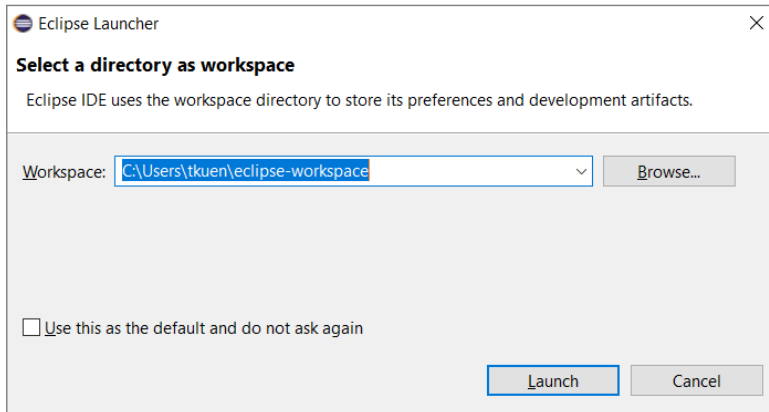 Eclipse Launcher
Select a directory as workspace
Eclipse IDE uses the workspace directory to store its preferences and development artifacts.
Workspace: C:\Users\tkuen\eclipse-workspace Browse...
Use this as the default and do not ask again
Launch Cancel